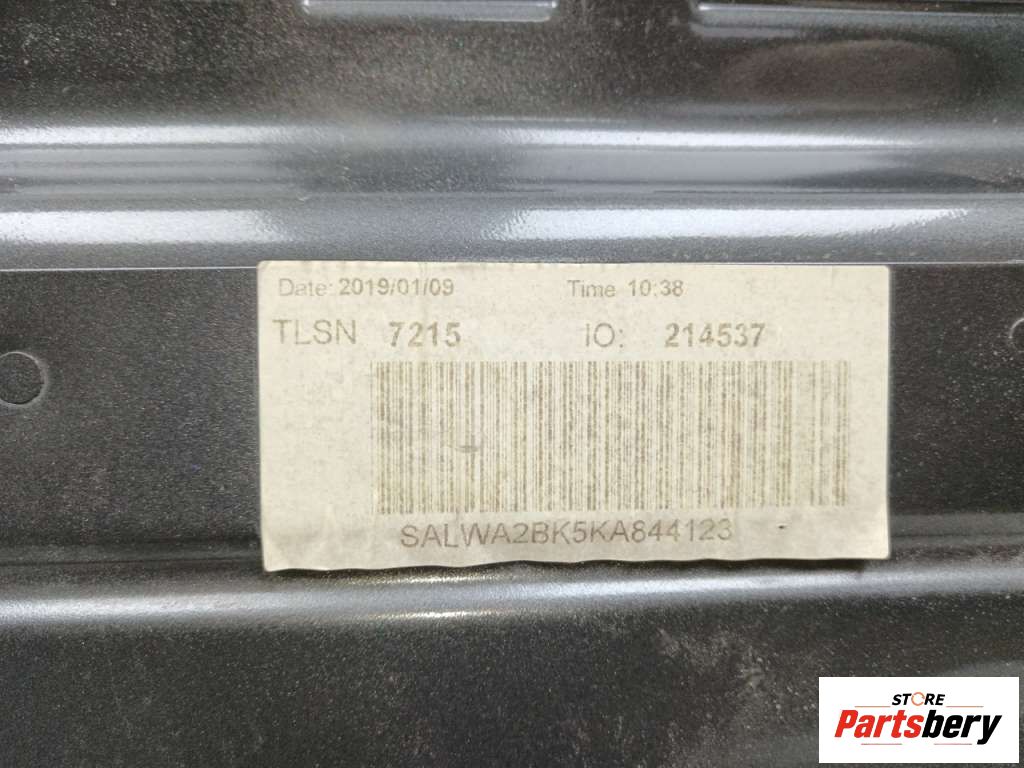 Date: 2019/01/09 Time 10:38
TLSN 7215 IO: 214537
SALWA2BK5KA844123
STORE
Partsbery